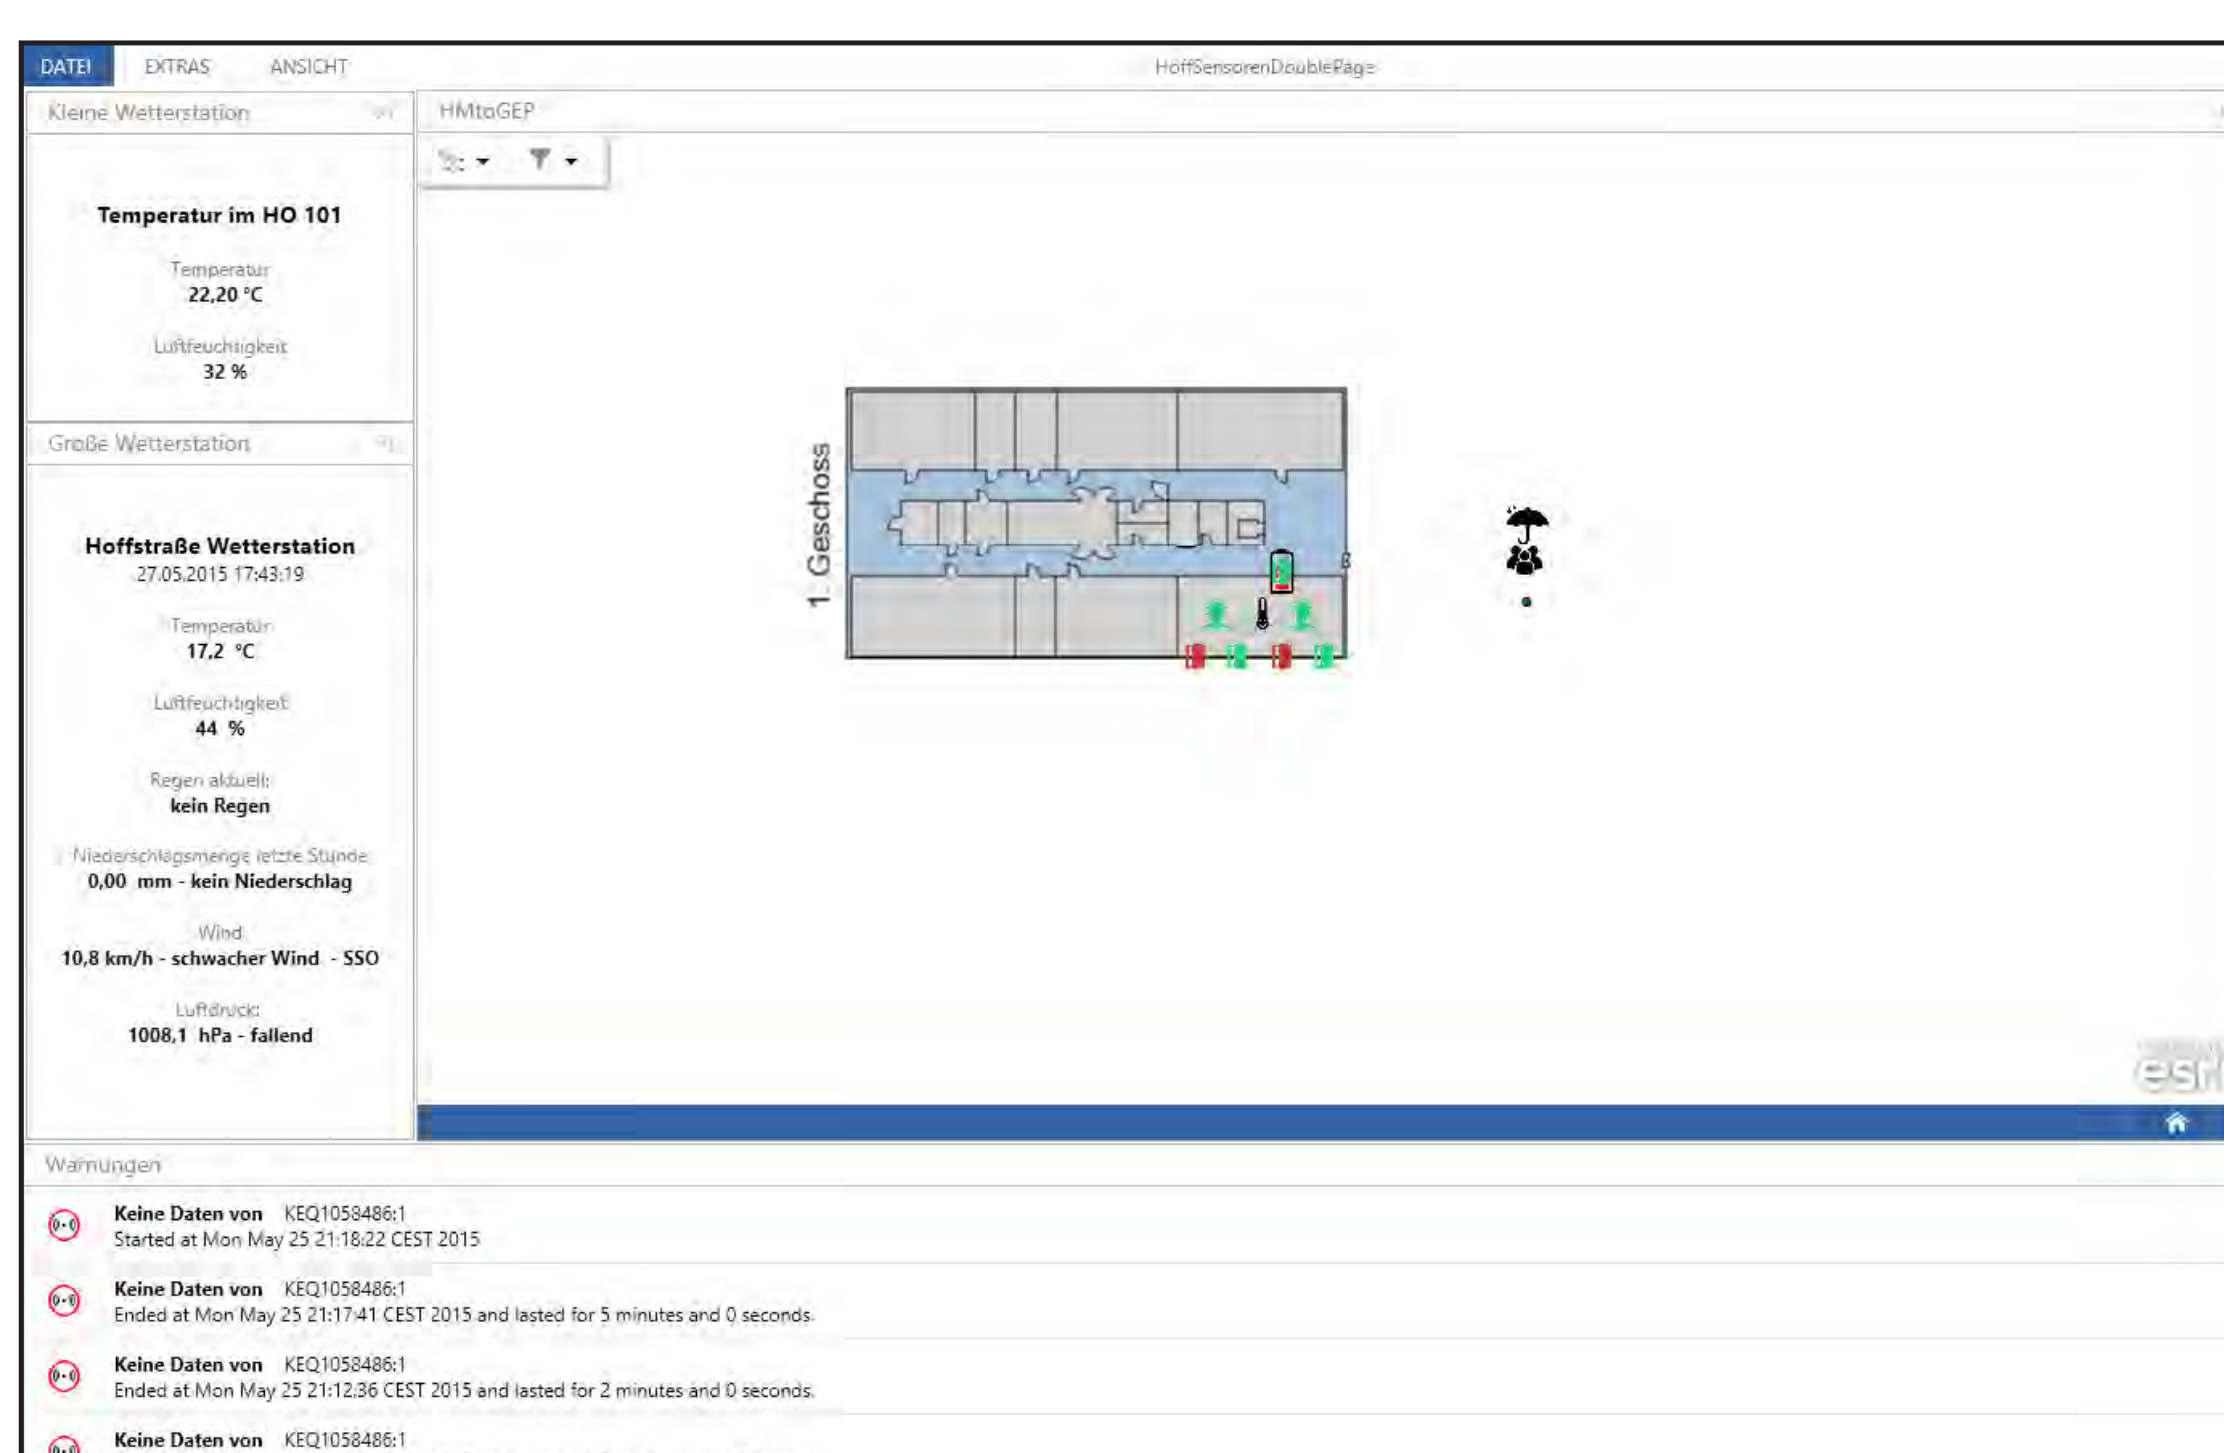 DATEI EXTRAS ANSICHT HoffSensorenDoublePage
Kleine Wetterstation
Temperatur im HO 101
Temperatur
22,20 °C
Luftfeuchtigkeit
32 %
Große Wetterstation
Hoffstraße Wetterstation
27.05.2015 17:43:19
Temperatur
17,2 °C
Luftfeuchtigkeit
44 %
Regen aktuell:
kein Regen
Niederschlagsmenge letzte Stunde
0,00 mm - kein Niederschlag
Wind
10,8 km/h - schwacher Wind - SSO
Luftdruck:
1008,1 hPa - fallend
HMtoGEP
1. Geschoss
esri
Warnungen
Keine Daten von KEQ1058486:1
Started at Mon May 25 21:18:22 CEST 2015
Keine Daten von KEQ1058486:1
Ended at Mon May 25 21:17:41 CEST 2015 and lasted for 5 minutes and 0 seconds.
Keine Daten von KEQ1058486:1
Ended at Mon May 25 21:12:36 CEST 2015 and lasted for 2 minutes and 0 seconds.
Keine Daten von KEQ1058486:1